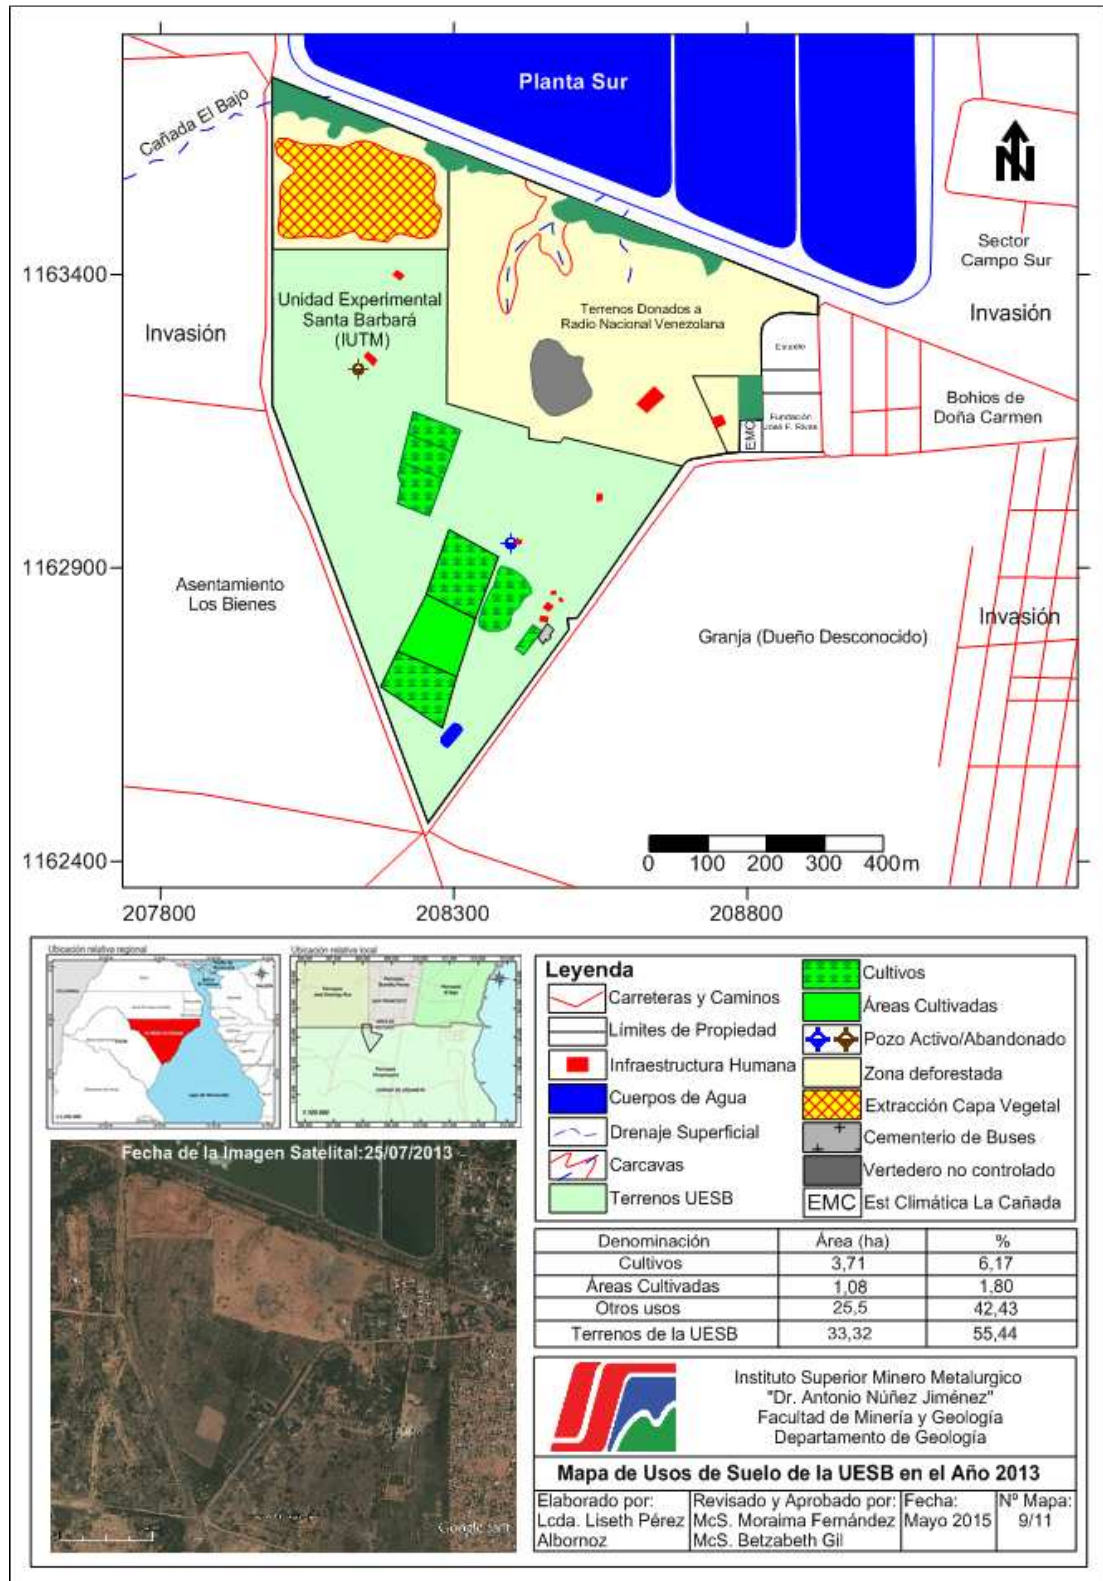 Planta Sur
Cañada El Bajo
Sector
Campo Sur
1163400
Unidad Experimental
Santa Barbará
(IUTM)
Terrenos Donados a
Radio Nacional Venezolana
Invasión
Invasión
Bohios de
Doña Carmen
Fundación
José F. Rivas
EMC
1162900
Asentamiento
Los Bienes
Invasión
Granja (Dueño Desconocido)
0 100 200 300 400m
1162400
207800 208300 208800
Ubicación relativa regional
Ubicación relativa local
Leyenda
Carreteras y Caminos
Límites de Propiedad
Infraestructura Humana
Cuerpos de Agua
Drenaje Superficial
Carcavas
Terrenos UESB
Cultivos
Áreas Cultivadas
Pozo Activo/Abandonado
Zona deforestada
Extracción Capa Vegetal
Cementerio de Buses
Vertedero no controlado
EMC Est Climática La Cañada
Fecha de la Imagen Satelital:25/07/2013
Google earth
Denominación Área (ha) %
Cultivos 3,71 6,17
Áreas Cultivadas 1,08 1,80
Otros usos 25,5 42,43
Terrenos de la UESB 33,32 55,44
Instituto Superior Minero Metalurgico
"Dr. Antonio Núñez Jiménez"
Facultad de Minería y Geología
Departamento de Geología
Mapa de Usos de Suelo de la UESB en el Año 2013
Elaborado por:
Lcda. Liseth Pérez
Albornoz
Revisado y Aprobado por:
McS. Moraima Fernández
McS. Betzabeth Gil
Fecha:
Mayo 2015
Nº Mapa:
9/11